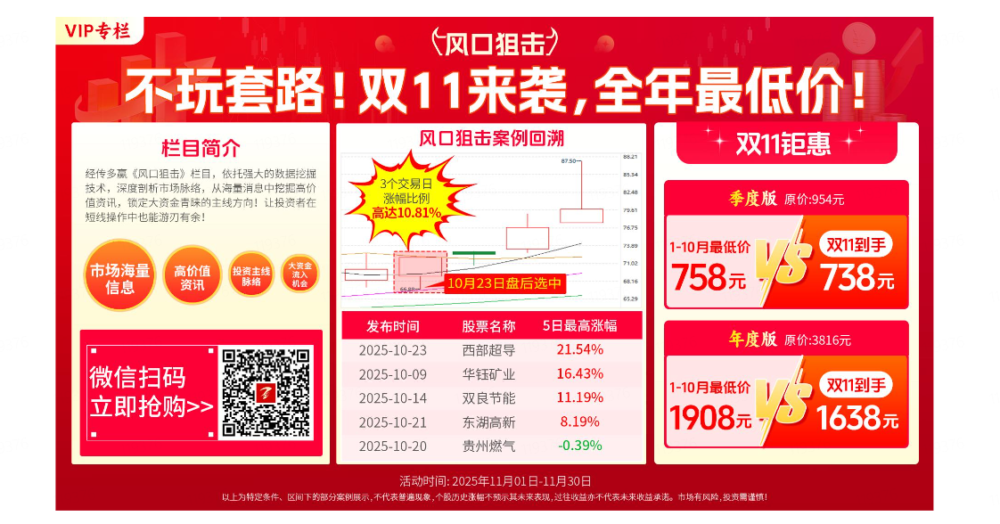 VIP专栏
风口狙击
不玩套路！双11来袭，全年最低价！
栏目简介
经传多赢《风口狙击》栏目，依托强大的数据挖掘
技术，深度剖析市场脉络，从海量消息中挖掘高价
值资讯，锁定大资金青睐的主线方向！让投资者在
短线操作中也能游刃有余！
市场海量
信息
高价值
资讯
投资主线
脉络
大资金
流入
机会
微信扫码
立即抢购>>
风口狙击案例回溯
3个交易日
涨幅比例
高达10.81%
87.50
66.88
10月23日盘后选中
88.21
85.34
82.48
79.61
76.75
73.89
71.02
68.16
65.29
发布时间 股票名称 5日最高涨幅
2025-10-23 西部超导 21.54%
2025-10-09 华钰矿业 16.43%
2025-10-14 双良节能 11.19%
2025-10-21 东湖高新 8.19%
2025-10-20 贵州燃气 -0.39%
双11钜惠
季度版 原价:954元
1-10月最低价
758元
VS
双11到手
738元
年度版 原价:3816元
1-10月最低价
1908元
VS
双11到手
1638元
活动时间: 2025年11月01日-11月30日
以上为特定条件、区间下的部分案例展示，不代表普遍现象，个股历史涨幅不预示其未来表现，过往收益亦不代表未来收益承诺。市场有风险，投资需谨慎！